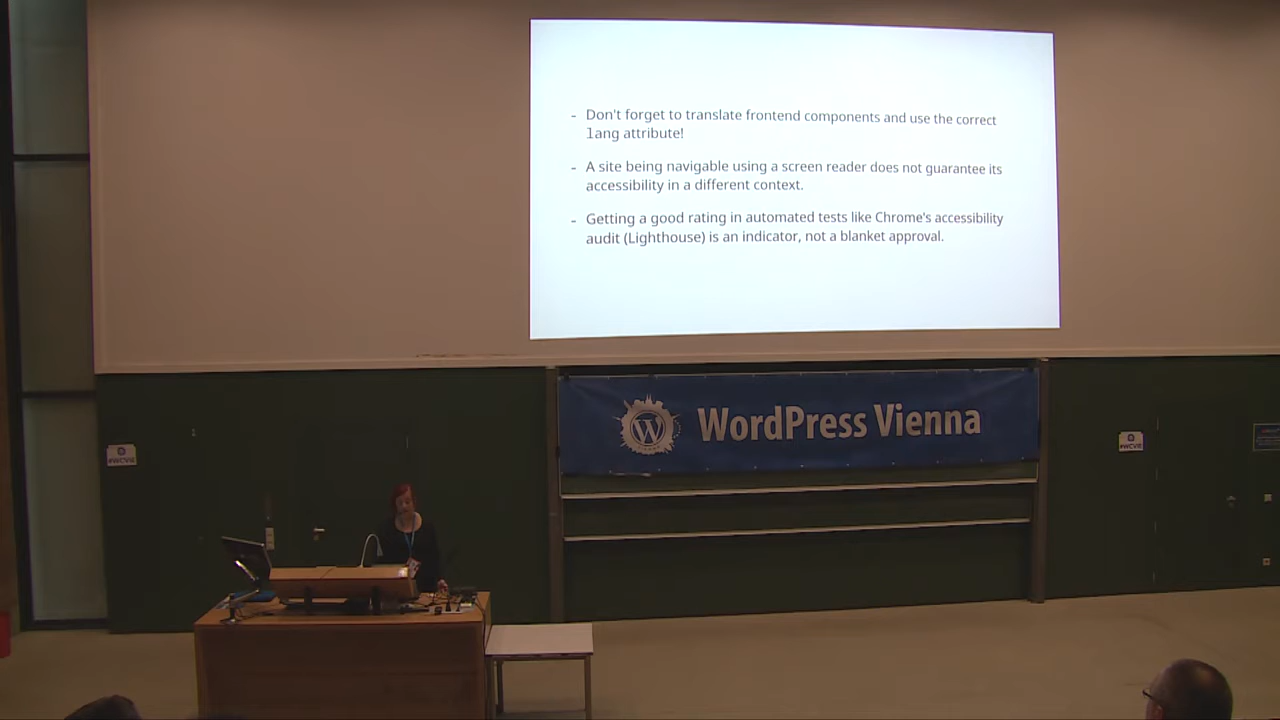 - Don't forget to translate frontend components and use the correct
lang attribute!
- A site being navigable using a screen reader does not guarantee its
accessibility in a different context.
- Getting a good rating in automated tests like Chrome's accessibility
audit (Lighthouse) is an indicator, not a blanket approval.
WordPress Vienna
#WCVIE